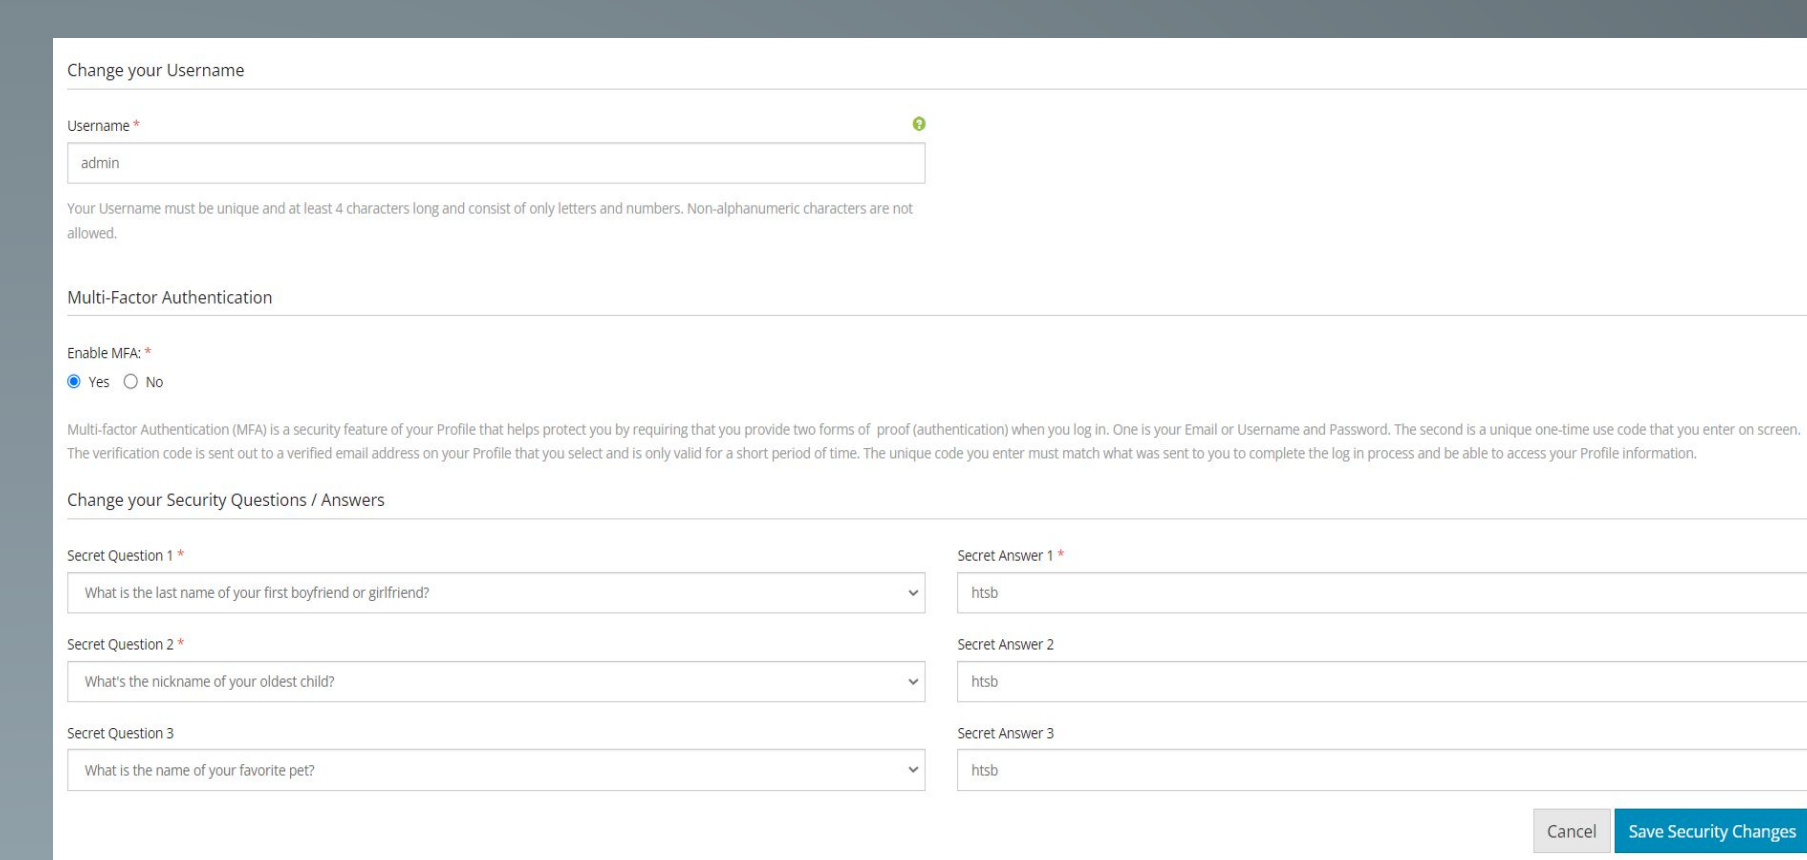 Change your Username
Username *
admin
Your Username must be unique and at least 4 characters long and consist of only letters and numbers. Non-alphanumeric characters are not
allowed.
Multi-Factor Authentication
Enable MFA: *
Yes No
Multi-factor Authentication (MFA) is a security feature of your Profile that helps protect you by requiring that you provide two forms of proof (authentication) when you log in. One is your Email or Username and Password. The second is a unique one-time use code that you enter on screen.
The verification code is sent out to a verified email address on your Profile that you select and is only valid for a short period of time. The unique code you enter must match what was sent to you to complete the log in process and be able to access your Profile information.
Change your Security Questions / Answers
Secret Question 1 * Secret Answer 1 *
What is the last name of your first boyfriend or girlfriend? htsb
Secret Question 2 * Secret Answer 2
What's the nickname of your oldest child? htsb
Secret Question 3 Secret Answer 3
What is the name of your favorite pet? htsb
Cancel Save Security Changes